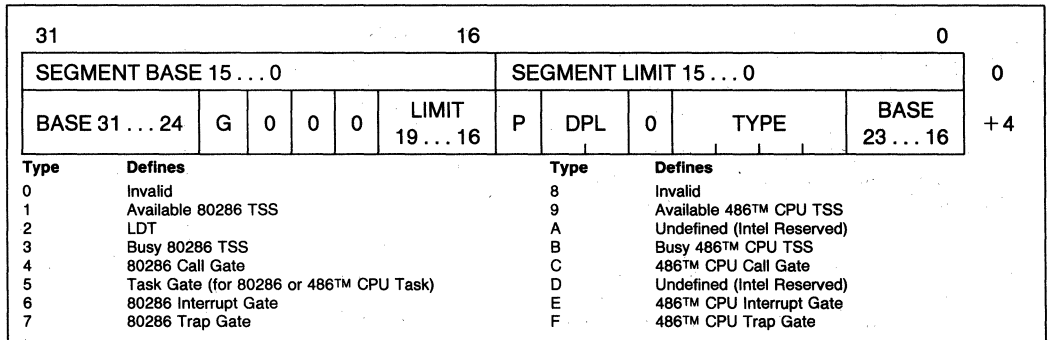 31 16 0
SEGMENT BASE 15 . . . 0 SEGMENT LIMIT 15 . . . 0 0
BASE 31 . . . 24 G 0 0 0 LIMIT 19 . . . 16 P DPL 0 TYPE BASE 23 . . . 16 +4
Type Defines Type Defines
0 Invalid 8 Invalid
1 Available 80286 TSS 9 Available 486™ CPU TSS
2 LDT A Undefined (Intel Reserved)
3 Busy 80286 TSS B Busy 486™ CPU TSS
4 80286 Call Gate C 486™ CPU Call Gate
5 Task Gate (for 80286 or 486™ CPU Task) D Undefined (Intel Reserved)
6 80286 Interrupt Gate E 486™ CPU Interrupt Gate
7 80286 Trap Gate F 486™ CPU Trap Gate